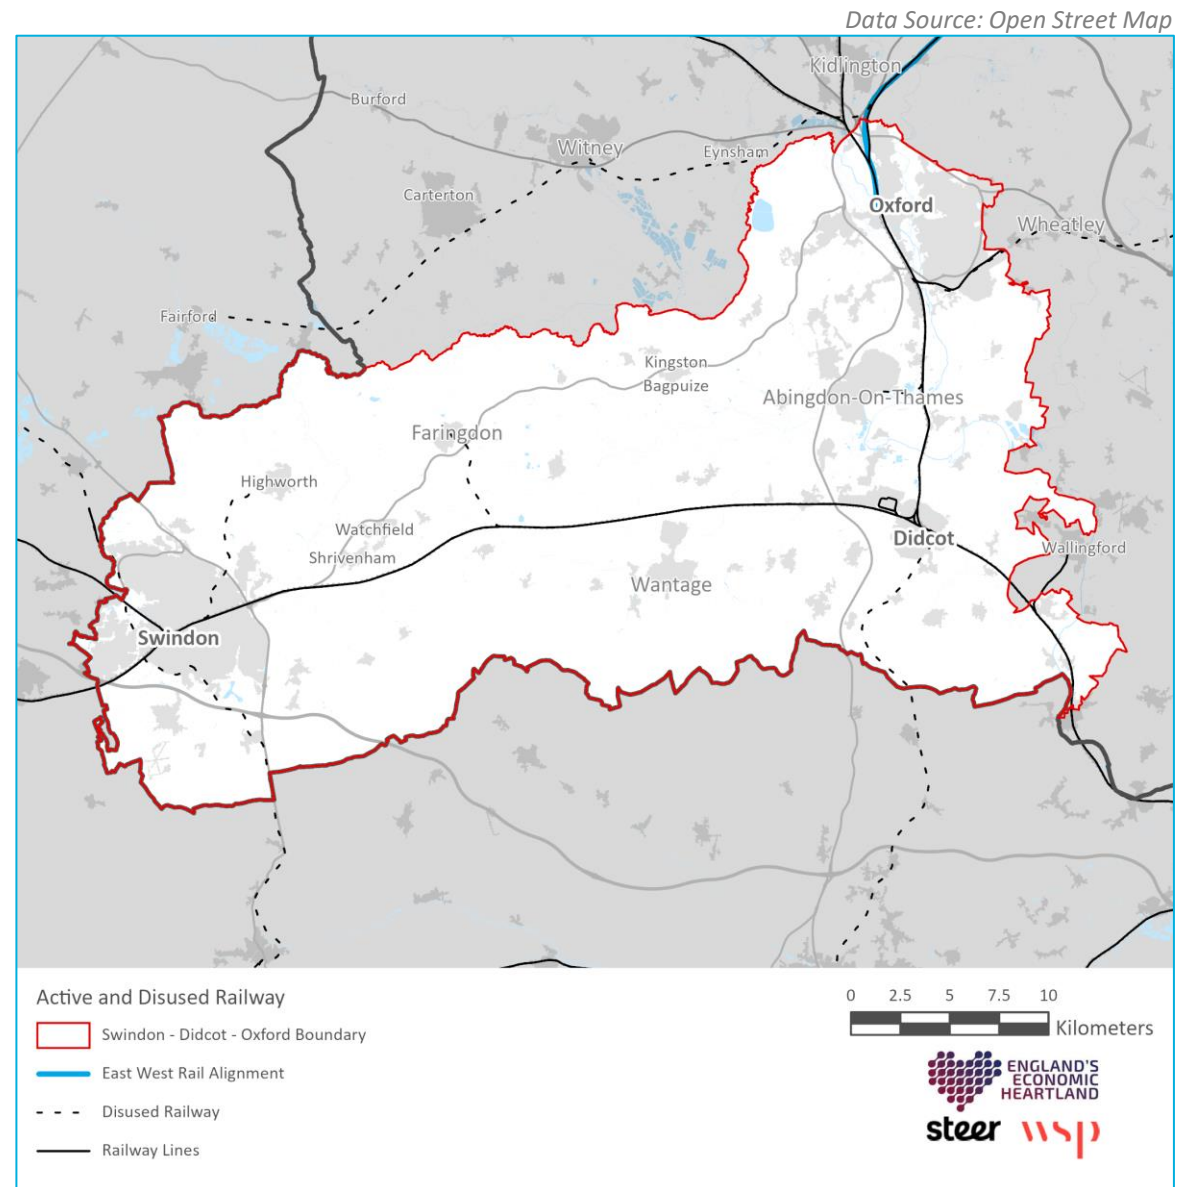 Data Source: Open Street Map
Kidlington
Burford
Witney
Eynsham
Carterton
Oxford
Wheatley
Fairford
Kingston
Bagpuize
Abingdon-On-Thames
Faringdon
Highworth
Watchfield
Shrivenham
Didcot
Wallingford
Wantage
Swindon
Active and Disused Railway
Swindon - Didcot - Oxford Boundary
East West Rail Alignment
Disused Railway
Railway Lines
0 2.5 5 7.5 10
Kilometers
ENGLAND'S
ECONOMIC
HEARTLAND
steer wsp